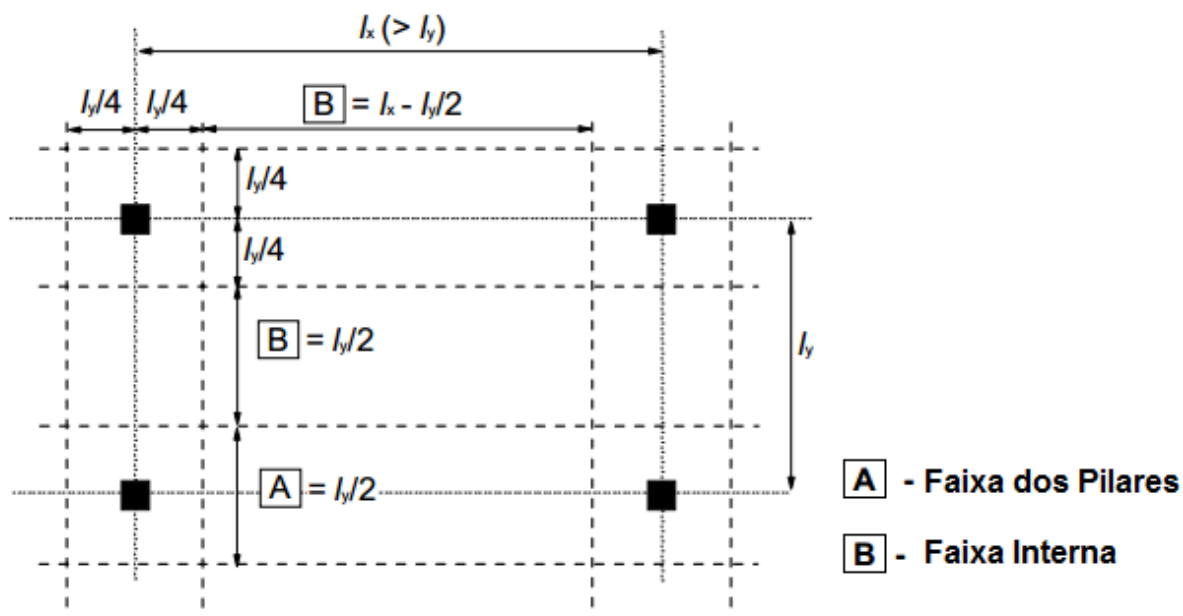 lx (> ly)
ly/4 ly/4 B = lx - ly/2
ly/4
ly/4
B = ly/2
ly
A = ly/2
A - Faixa dos Pilares
B - Faixa Interna